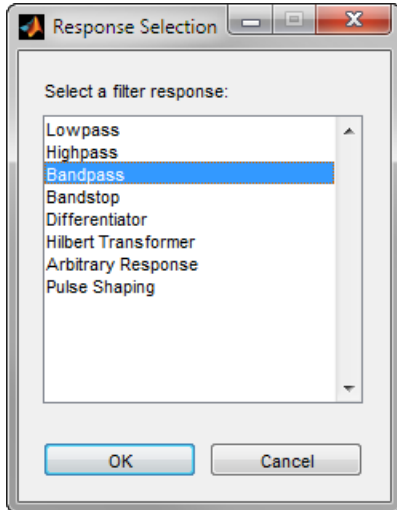 Response Selection
Select a filter response:
Lowpass
Highpass
Bandpass
Bandstop
Differentiator
Hilbert Transformer
Arbitrary Response
Pulse Shaping
OK
Cancel